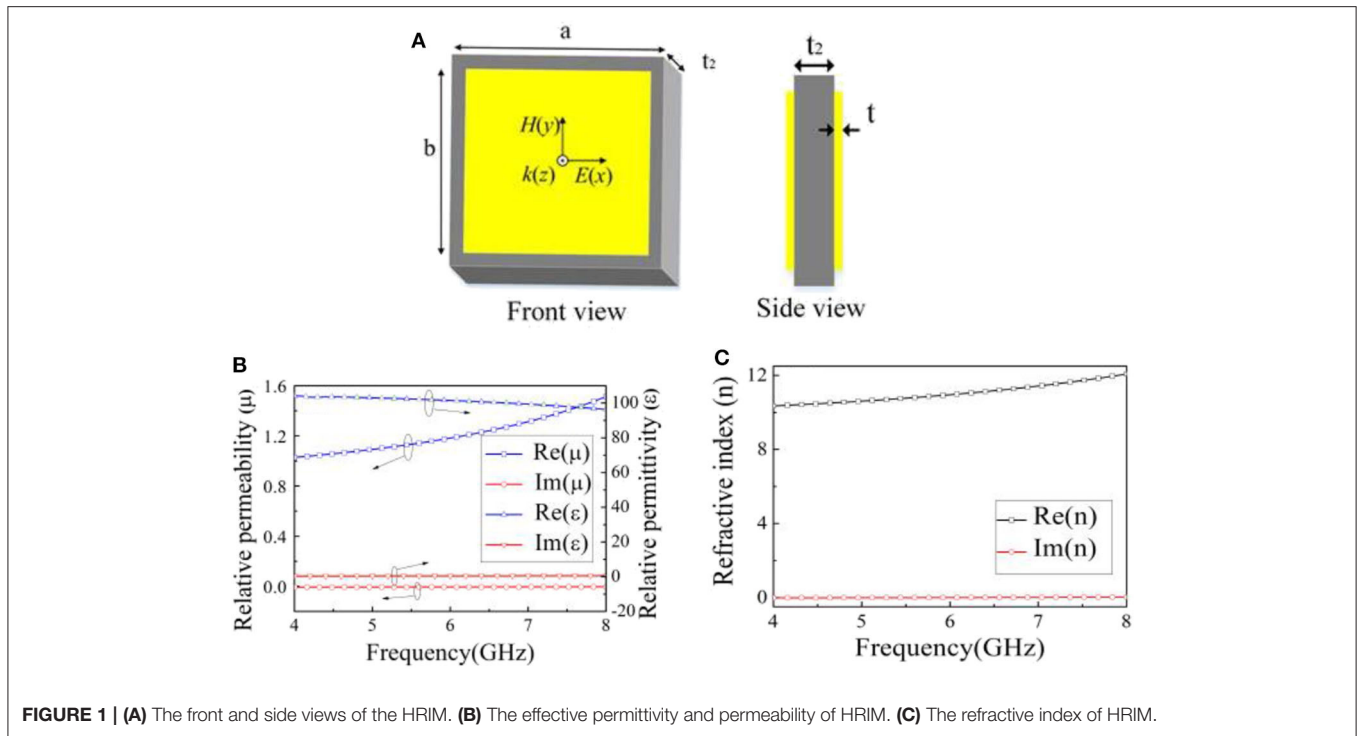 A
a
t2
b
H(y)
k(z) E(x)
Front view
t2
t
Side view
B
Relative permeability (μ)
1.6
1.2
0.8
0.4
0.0
100
80
60
40
20
0
-20
Relative permittivity (ε)
Re(μ)
Im(μ)
Re(ε)
Im(ε)
4 5 6 7 8
Frequency(GHz)
C
Refractive index (n)
12
8
4
0
Re(n)
Im(n)
4 5 6 7 8
Frequency(GHz)
FIGURE 1 | (A) The front and side views of the HRIM. (B) The effective permittivity and permeability of HRIM. (C) The refractive index of HRIM.